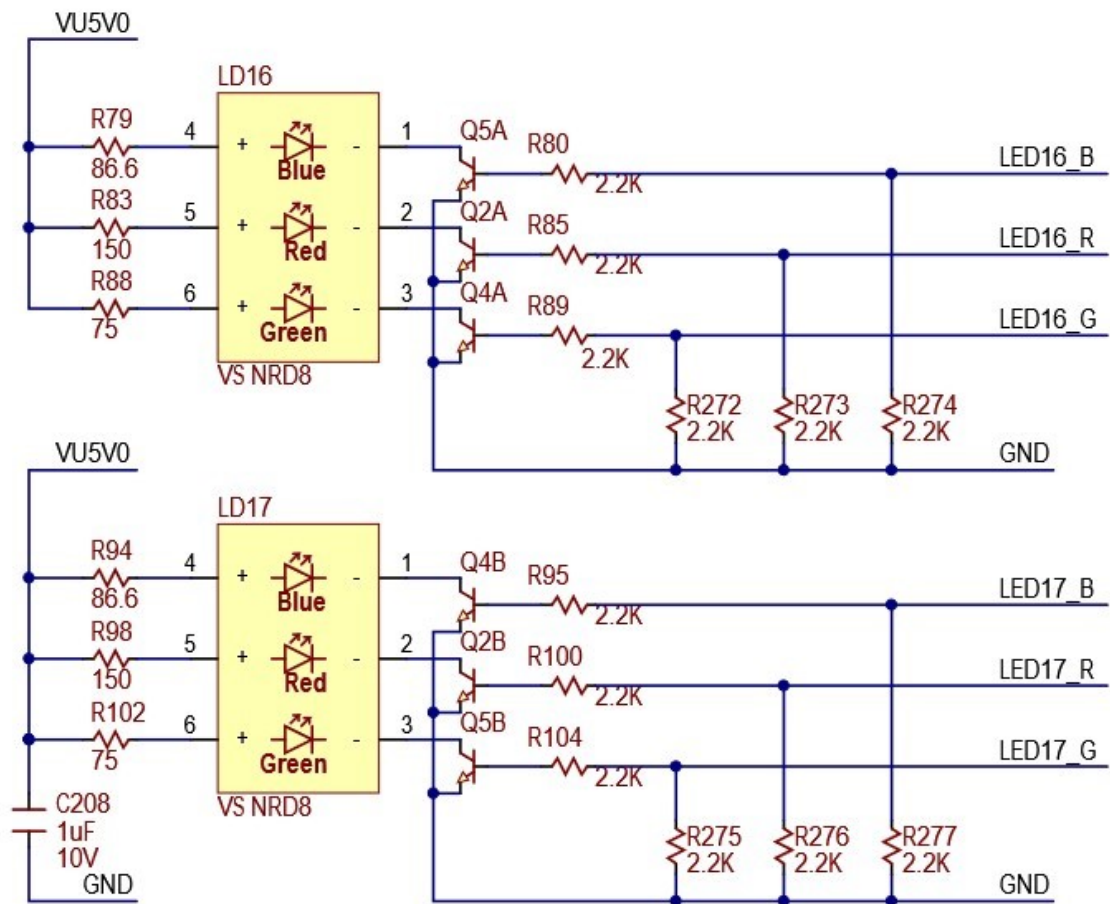 VU5V0
LD16
R79
4
+
Blue
-
1
Q5A
R80
LED16_B
86.6
2.2K
R83
5
+
Red
-
2
Q2A
R85
LED16_R
150
2.2K
R88
6
+
Green
-
3
Q4A
R89
LED16_G
75
2.2K
VS NRD8
R272
2.2K
R273
2.2K
R274
2.2K
GND
VU5V0
LD17
R94
4
+
Blue
-
1
Q4B
R95
LED17_B
86.6
2.2K
R98
5
+
Red
-
2
Q2B
R100
LED17_R
150
2.2K
R102
6
+
Green
-
3
Q5B
R104
LED17_G
75
2.2K
VS NRD8
C208
1uF
10V
GND
R275
2.2K
R276
2.2K
R277
2.2K
GND